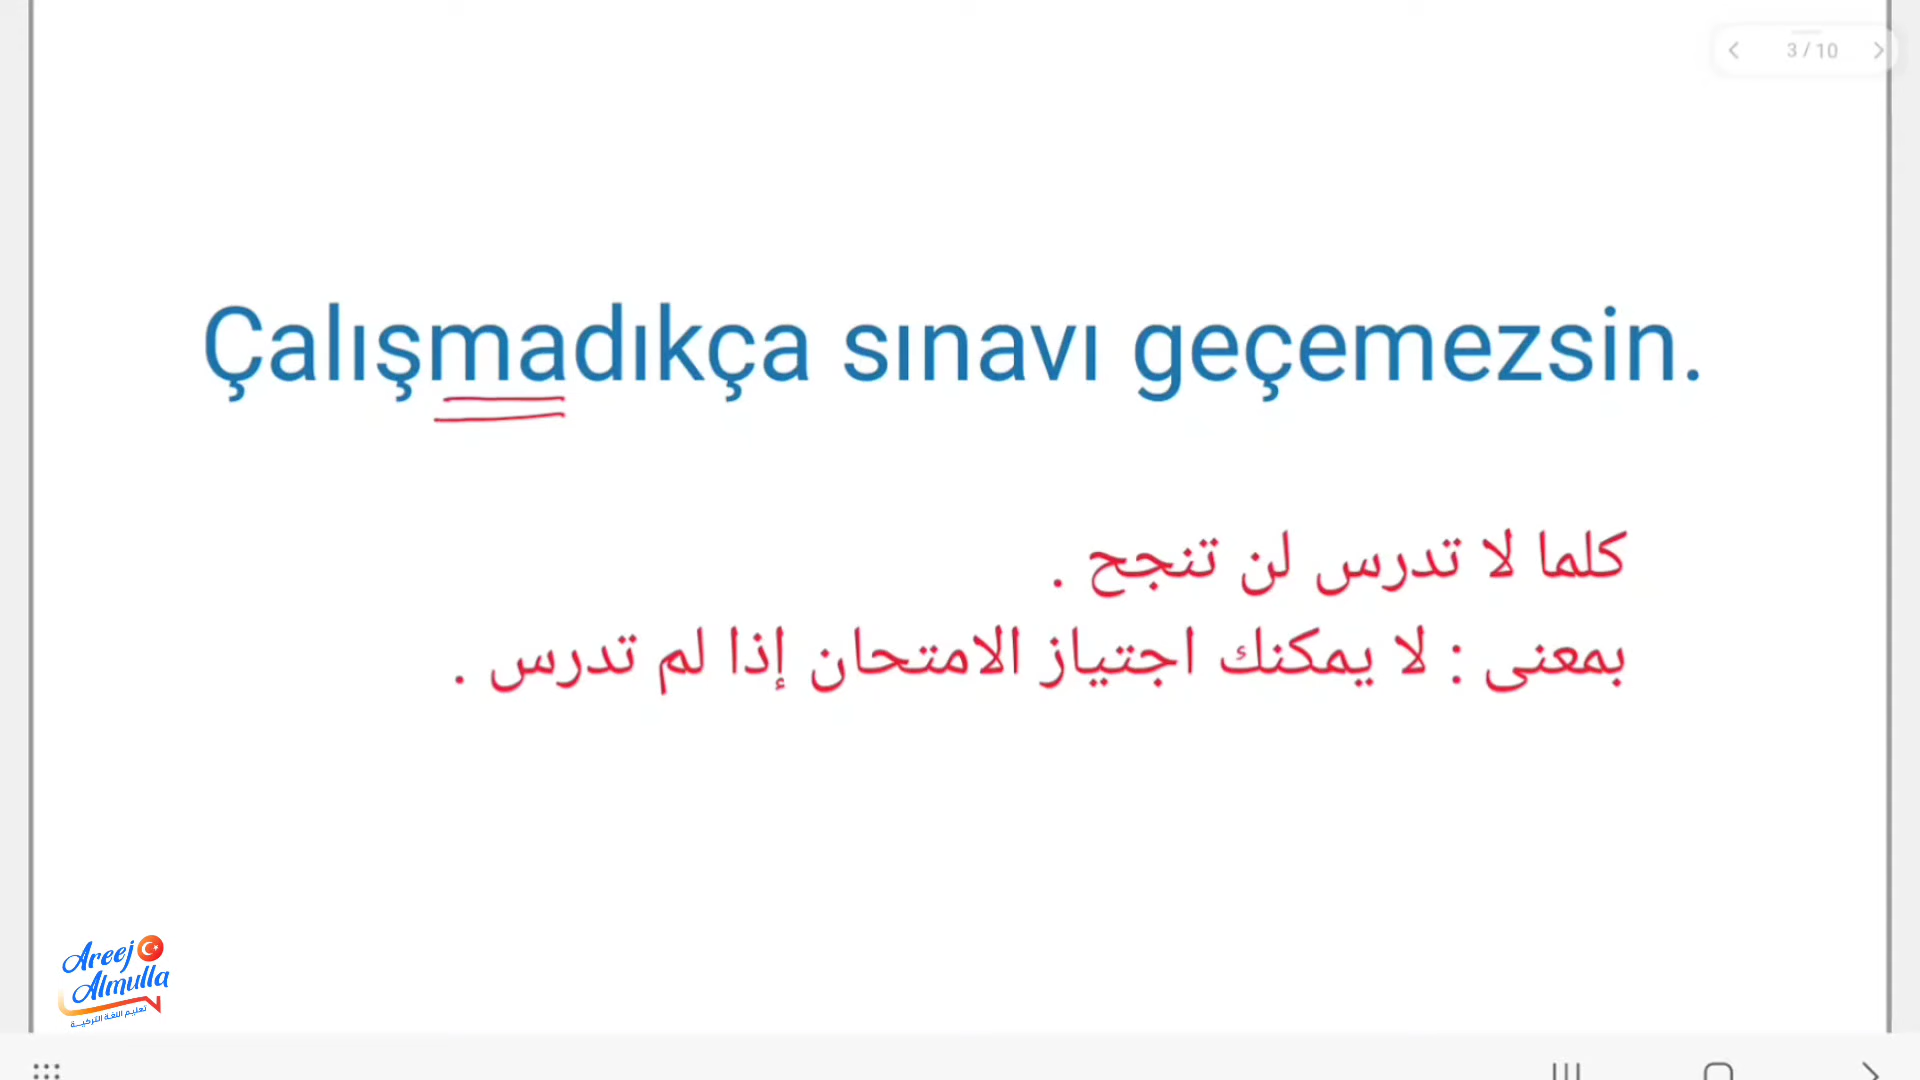 3 / 10
Çalışmadıkça sınavı geçemezsin.
كلما لا تدرس لن تنجح .
بمعنى : لا يمكنك اجتياز الامتحان إذا لم تدرس .
Areej
Almulla
تعليم اللغة التركيـة